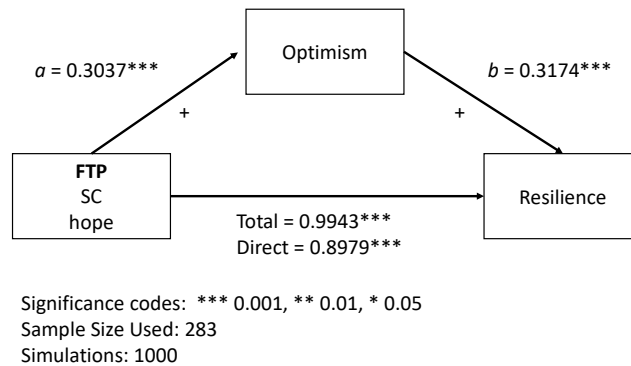 Optimism
a = 0.3037***
b = 0.3174***
+
+
FTP
SC
hope
Resilience
Total = 0.9943***
Direct = 0.8979***
Significance codes: *** 0.001, ** 0.01, * 0.05
Sample Size Used: 283
Simulations: 1000